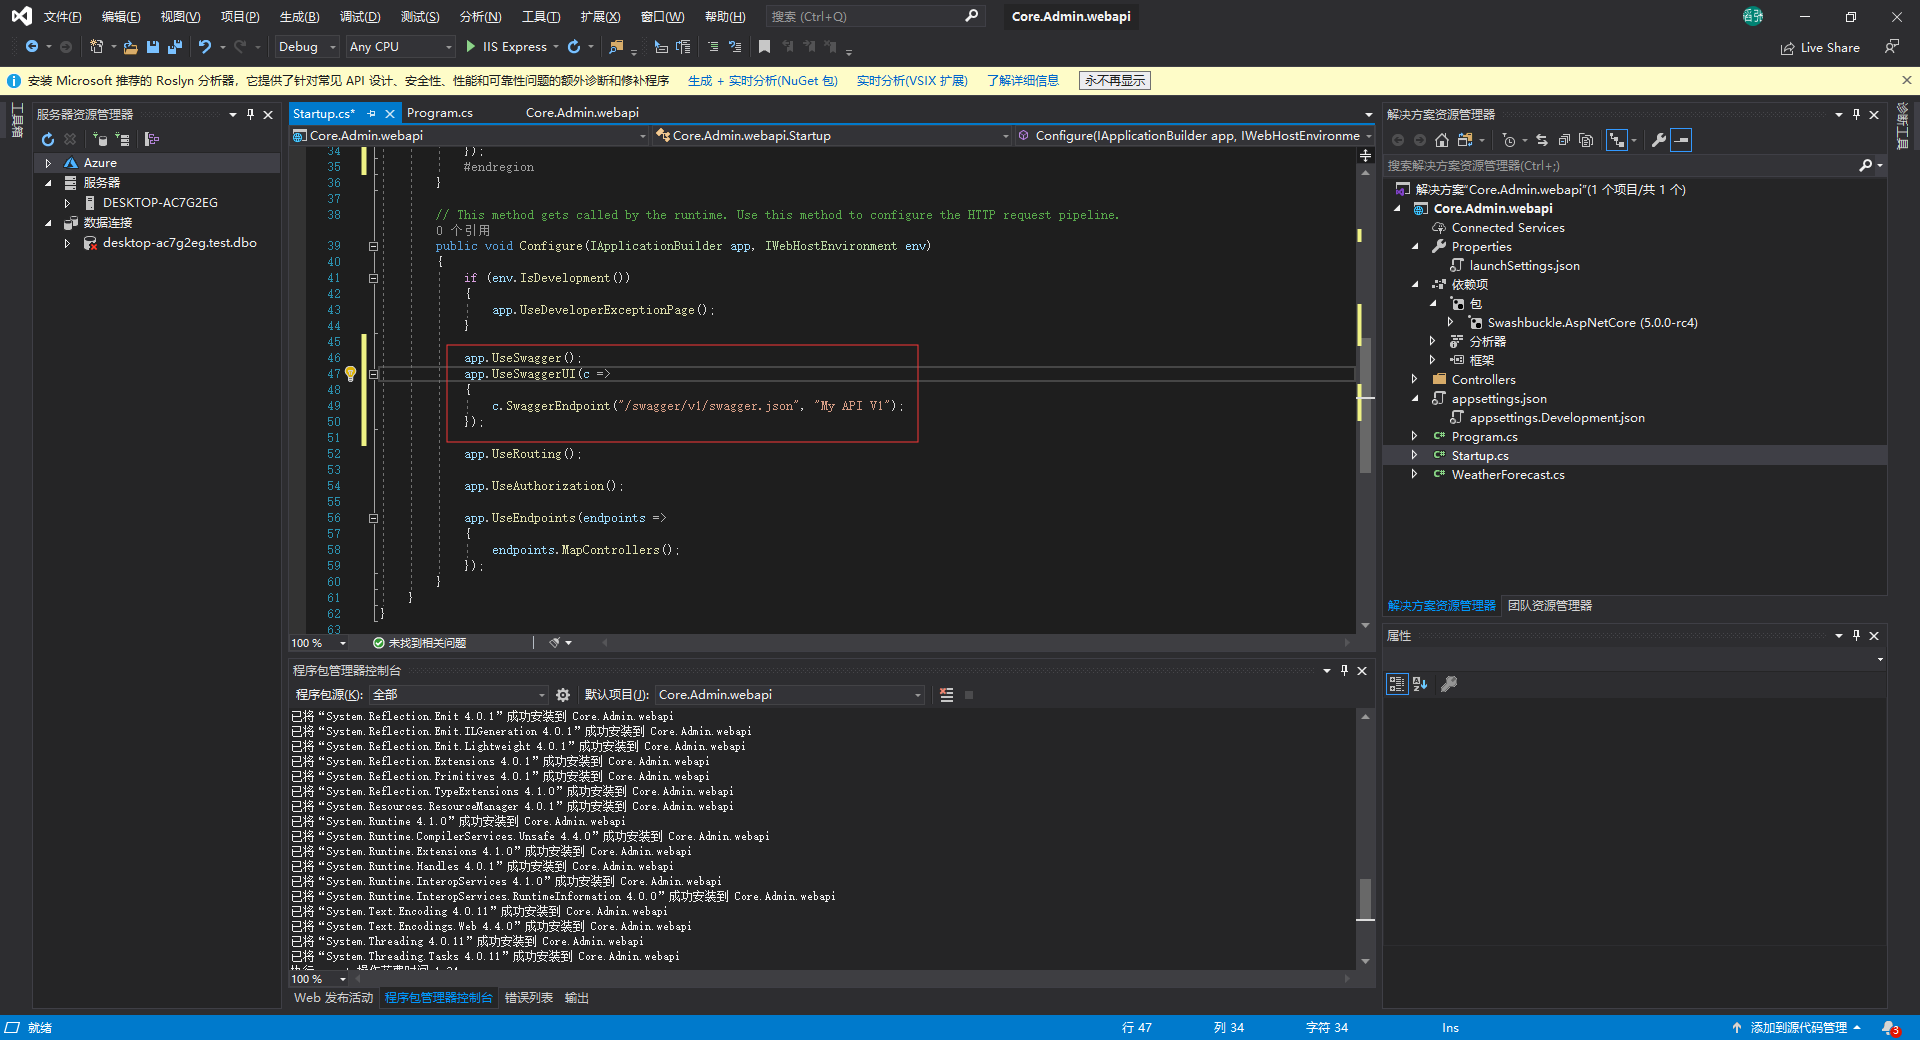 文件(F) 编辑(E) 视图(V) 项目(P) 生成(B) 调试(D) 测试(S) 分析(N) 工具(T) 扩展(X) 窗口(W) 帮助(H) 搜索 (Ctrl+Q) Core.Admin.webapi
Debug Any CPU IIS Express Live Share
安装 Microsoft 推荐的 Roslyn 分析器，它提供了针对常见 API 设计、安全性、性能和可靠性问题的额外诊断和修补程序 生成 + 实时分析(NuGet 包) 实时分析(VSIX 扩展) 了解详细信息 永不再显示
工具箱
服务器资源管理器
Azure
服务器
DESKTOP-AC7G2EG
数据连接
desktop-ac7g2eg.test.dbo
Startup.cs* Program.cs Core.Admin.webapi
Core.Admin.webapi Core.Admin.webapi.Startup Configure(IApplicationBuilder app, IWebHostEnvironme
34 });
35 #endregion
36 }
37
38 // This method gets called by the runtime. Use this method to configure the HTTP request pipeline.
0 个引用
39 public void Configure(IApplicationBuilder app, IWebHostEnvironment env)
40 {
41 if (env.IsDevelopment())
42 {
43 app.UseDeveloperExceptionPage();
44 }
45
46 app.UseSwagger();
47 app.UseSwaggerUI(c =>
48 {
49 c.SwaggerEndpoint("/swagger/v1/swagger.json", "My API V1");
50 });
51
52 app.UseRouting();
53
54 app.UseAuthorization();
55
56 app.UseEndpoints(endpoints =>
57 {
58 endpoints.MapControllers();
59 });
60 }
61 }
62 }
63
100 % 未找到相关问题
程序包管理器控制台
程序包源(K): 全部 默认项目(J): Core.Admin.webapi
已将“System.Reflection.Emit 4.0.1”成功安装到 Core.Admin.webapi
已将“System.Reflection.Emit.ILGeneration 4.0.1”成功安装到 Core.Admin.webapi
已将“System.Reflection.Emit.Lightweight 4.0.1”成功安装到 Core.Admin.webapi
已将“System.Reflection.Extensions 4.0.1”成功安装到 Core.Admin.webapi
已将“System.Reflection.Primitives 4.0.1”成功安装到 Core.Admin.webapi
已将“System.Reflection.TypeExtensions 4.1.0”成功安装到 Core.Admin.webapi
已将“System.Resources.ResourceManager 4.0.1”成功安装到 Core.Admin.webapi
已将“System.Runtime 4.1.0”成功安装到 Core.Admin.webapi
已将“System.Runtime.CompilerServices.Unsafe 4.4.0”成功安装到 Core.Admin.webapi
已将“System.Runtime.Extensions 4.1.0”成功安装到 Core.Admin.webapi
已将“System.Runtime.Handles 4.0.1”成功安装到 Core.Admin.webapi
已将“System.Runtime.InteropServices 4.1.0”成功安装到 Core.Admin.webapi
已将“System.Runtime.InteropServices.RuntimeInformation 4.0.0”成功安装到 Core.Admin.webapi
已将“System.Text.Encoding 4.0.11”成功安装到 Core.Admin.webapi
已将“System.Text.Encodings.Web 4.4.0”成功安装到 Core.Admin.webapi
已将“System.Threading 4.0.11”成功安装到 Core.Admin.webapi
已将“System.Threading.Tasks 4.0.11”成功安装到 Core.Admin.webapi
100 %
Web 发布活动 程序包管理器控制台 错误列表 输出
解决方案资源管理器
搜索解决方案资源管理器(Ctrl+;)
解决方案“Core.Admin.webapi”(1 个项目/共 1 个)
Core.Admin.webapi
Connected Services
Properties
launchSettings.json
依赖项
包
Swashbuckle.AspNetCore (5.0.0-rc4)
分析器
框架
Controllers
appsettings.json
appsettings.Development.json
Program.cs
Startup.cs
WeatherForecast.cs
解决方案资源管理器 团队资源管理器
属性
诊断工具
就绪 行 47 列 34 字符 34 Ins 添加到源代码管理 3